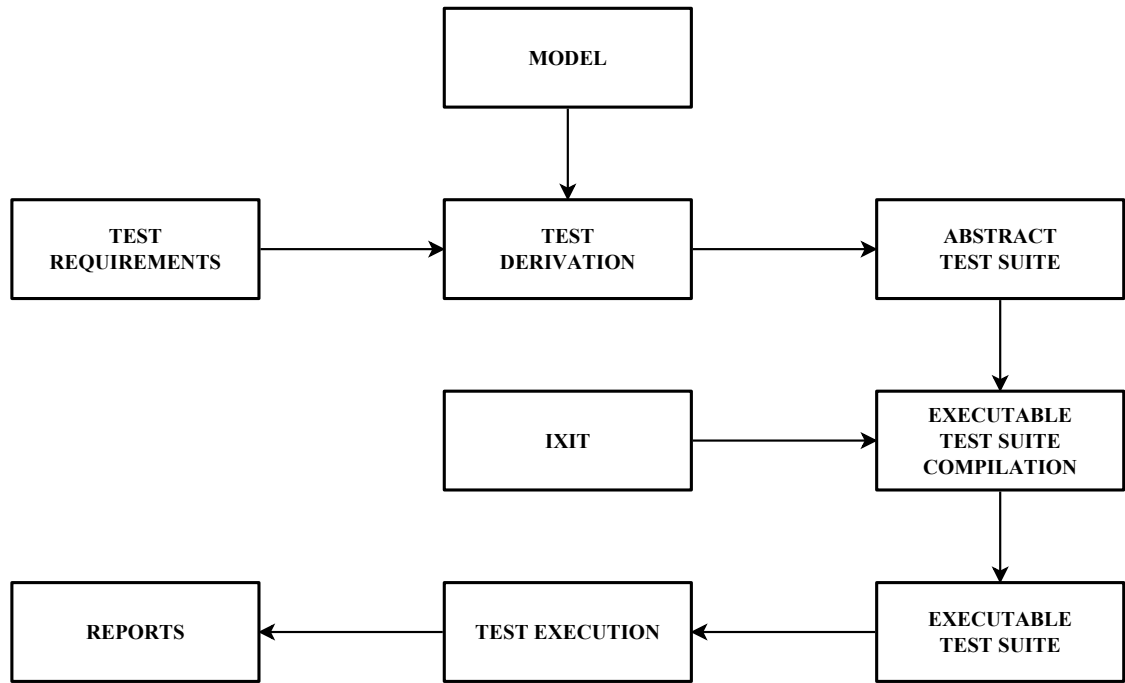 MODEL
TEST
REQUIREMENTS
TEST
DERIVATION
ABSTRACT
TEST SUITE
IXIT
EXECUTABLE
TEST SUITE
COMPILATION
REPORTS
TEST EXECUTION
EXECUTABLE
TEST SUITE